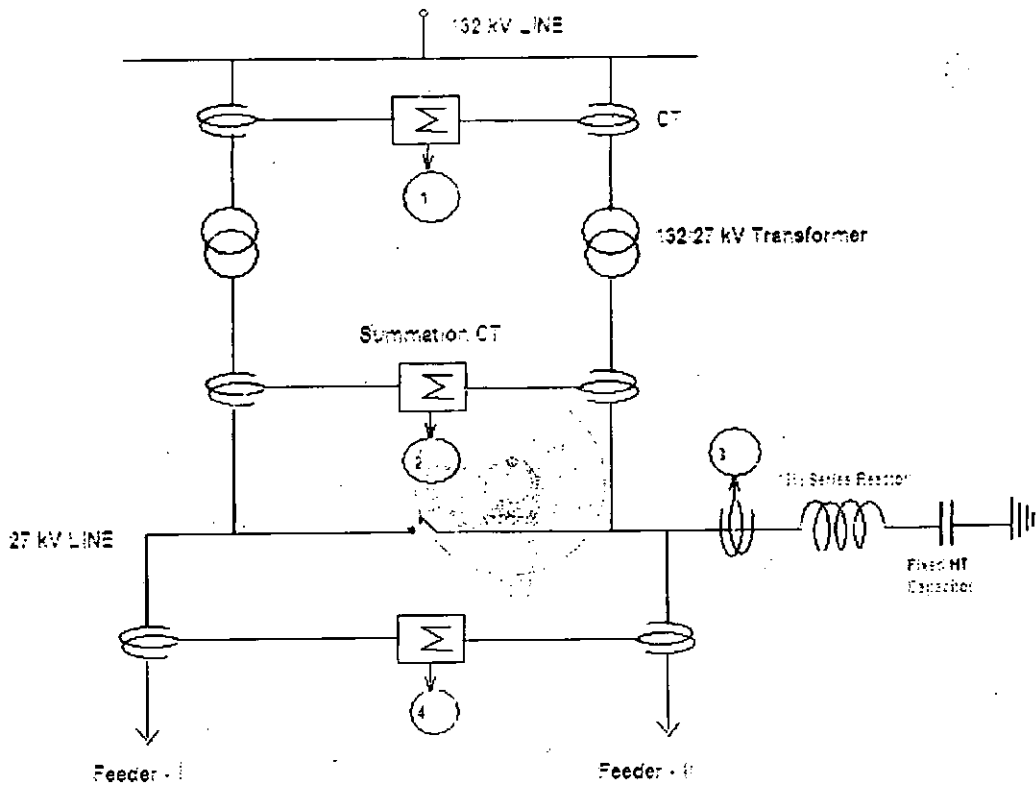 132 kV LINE
Σ
CT
1
132/27 kV Transformer
Summation CT
Σ
2
3
Series Reactor
27 kV LINE
Fixed HT
Capacitor
Σ
4
Feeder - I
Feeder - II